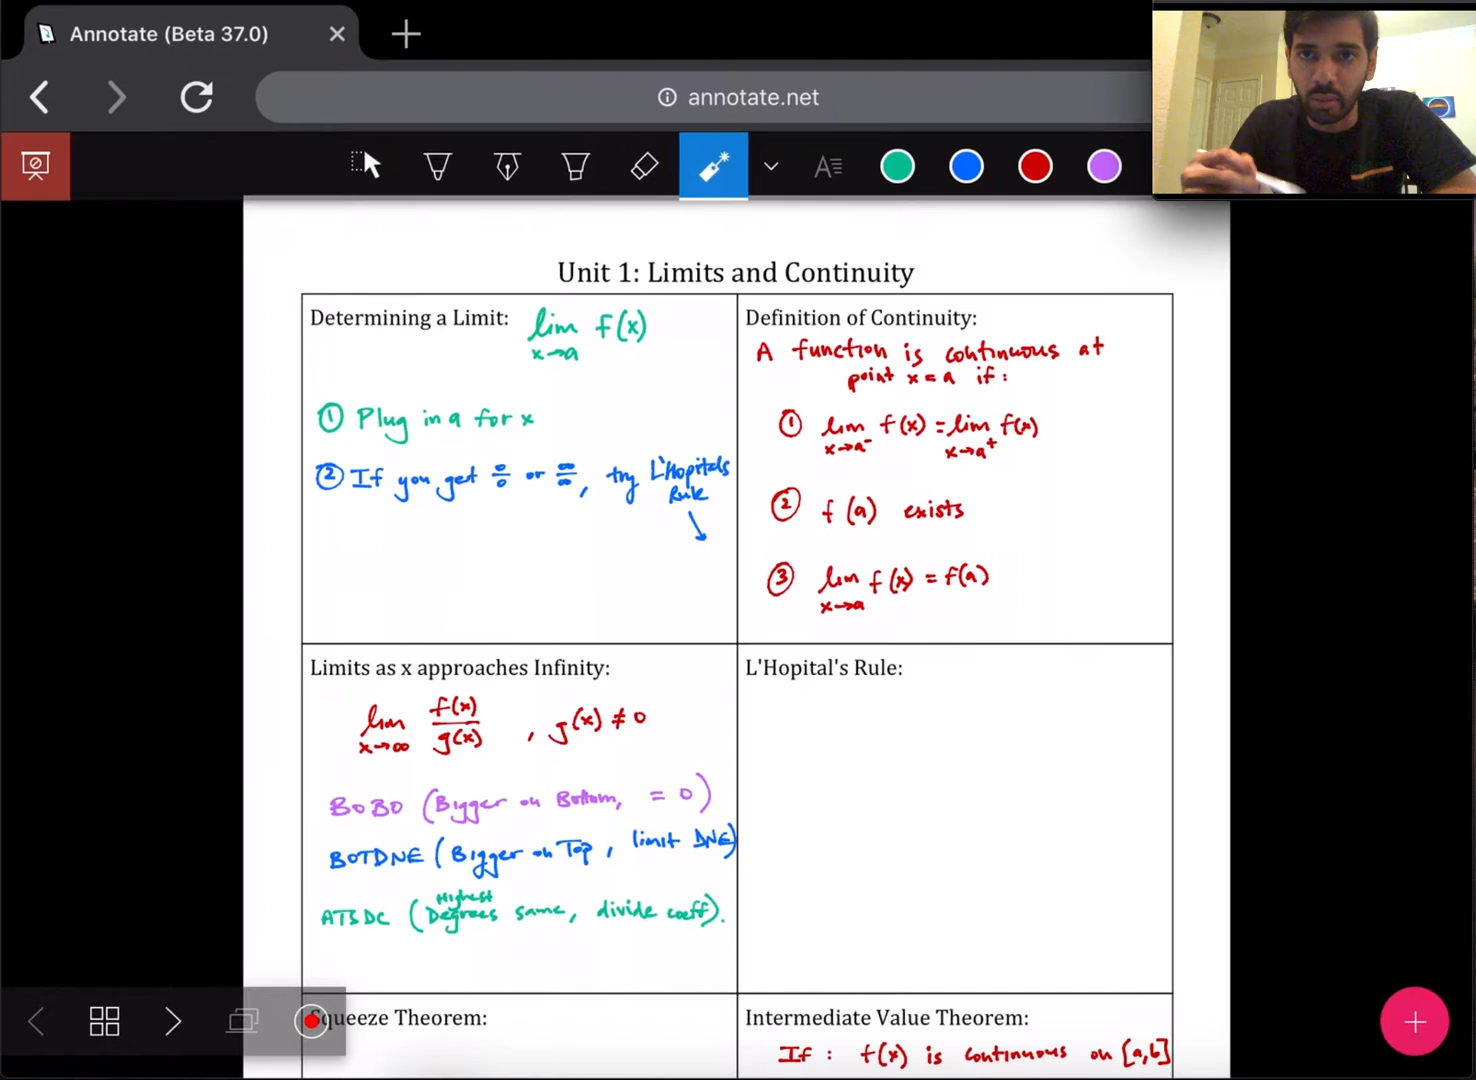 Annotate (Beta 37.0)
annotate.net
Unit 1: Limits and Continuity
Determining a Limit: lim f(x)
x→a
① Plug in a for x
② If you get 0/0 or ∞/∞, try L'Hopitals
Rule
Definition of Continuity:
A function is continuous at
point x = a if:
① lim f(x) = lim f(x)
x→a⁻ x→a⁺
② f(a) exists
③ lim f(x) = f(a)
x→a
Limits as x approaches Infinity:
lim f(x)/g(x) , g(x) ≠ 0
x→∞
BOBO (Bigger on Bottom, = 0)
BOTDNE (Bigger on Top, limit DNE)
Highest
ATSDC (Degrees same, divide coeff).
L'Hopital's Rule:
Squeeze Theorem:
Intermediate Value Theorem:
If : f(x) is continuous on [a,b]